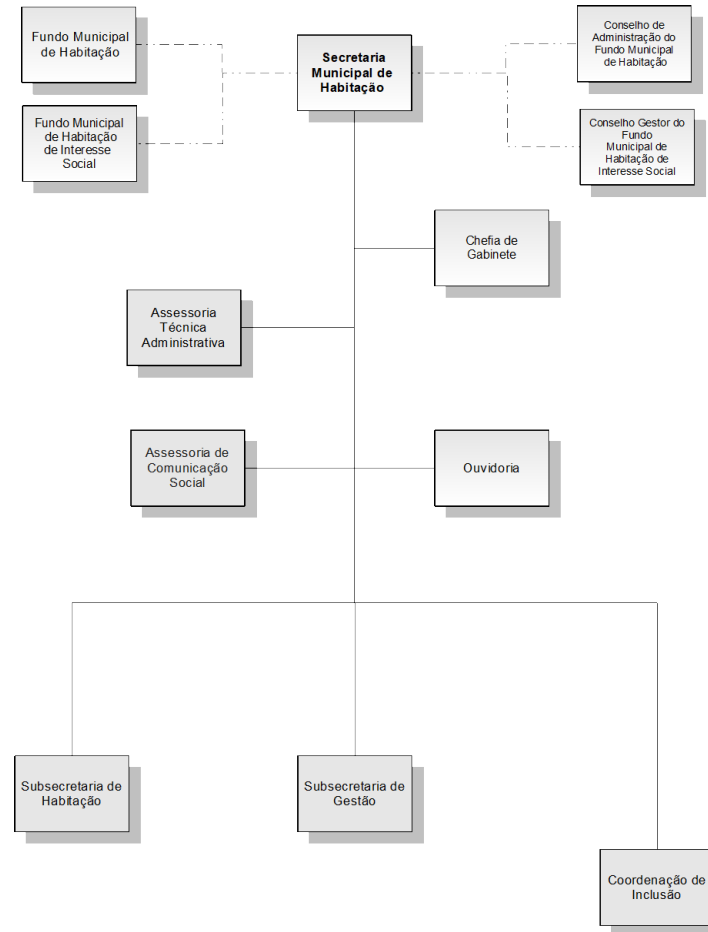 Fundo Municipal
de Habitação
Secretaria
Municipal de
Habitação
Conselho de
Administração do
Fundo Municipal
de Habitação
Fundo Municipal
de Habitação
de Interesse
Social
Conselho Gestor do
Fundo
Municipal de
Habitação de
Interesse Social
Chefia de
Gabinete
Assessoria
Técnica
Administrativa
Assessoria de
Comunicação
Social
Ouvidoria
Subsecretaria de
Habitação
Subsecretaria de
Gestão
Coordenação de
Inclusão